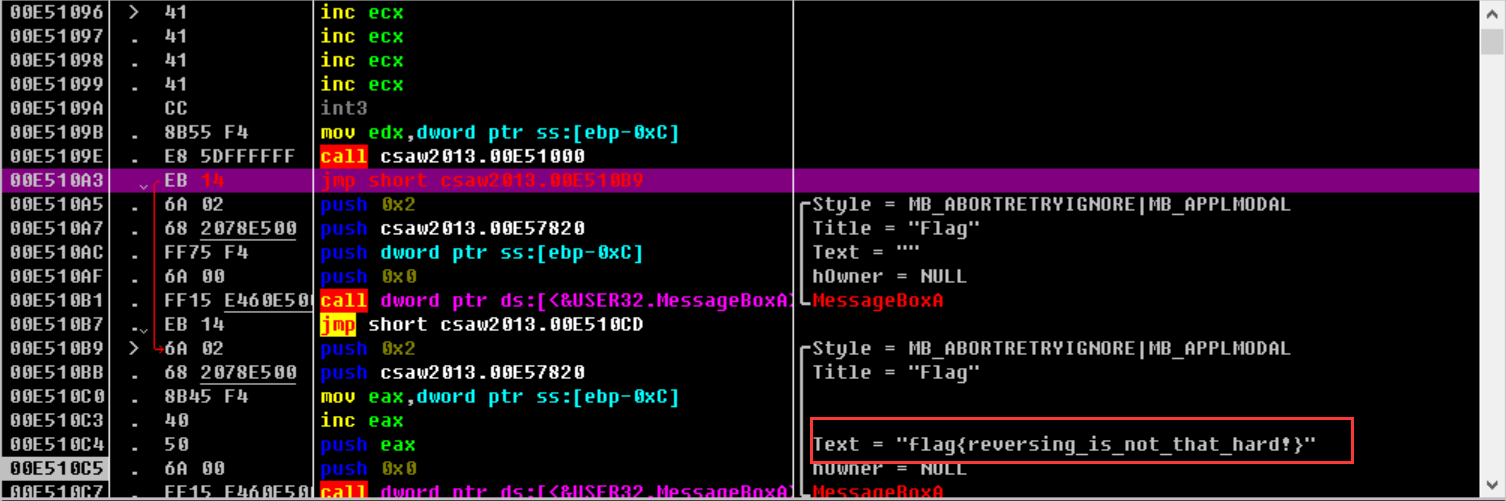 00E51096 > 41 inc ecx
00E51097 . 41 inc ecx
00E51098 . 41 inc ecx
00E51099 . 41 inc ecx
00E5109A CC int3
00E5109B . 8B55 F4 mov edx,dword ptr ss:[ebp-0xC]
00E5109E . E8 5DFFFFFF call csaw2013.00E51000
00E510A3 EB 14 jmp short csaw2013.00E510B9
00E510A5 . 6A 02 push 0x2 Style = MB_ABORTRETRYIGNORE|MB_APPLMODAL
00E510A7 . 68 2078E500 push csaw2013.00E57820 Title = "Flag"
00E510AC . FF75 F4 push dword ptr ss:[ebp-0xC] Text = ""
00E510AF . 6A 00 push 0x0 hOwner = NULL
00E510B1 . FF15 E460E50 call dword ptr ds:[<&USER32.MessageBoxA> MessageBoxA
00E510B7 . EB 14 jmp short csaw2013.00E510CD
00E510B9 > 6A 02 push 0x2 Style = MB_ABORTRETRYIGNORE|MB_APPLMODAL
00E510BB . 68 2078E500 push csaw2013.00E57820 Title = "Flag"
00E510C0 . 8B45 F4 mov eax,dword ptr ss:[ebp-0xC]
00E510C3 . 40 inc eax
00E510C4 . 50 push eax Text = "flag{reversing_is_not_that_hard!}"
00E510C5 . 6A 00 push 0x0 hOwner = NULL
00E510C7 . FF15 E460E50 call dword ptr ds:[<&USER32.MessageBoxA> MessageBoxA